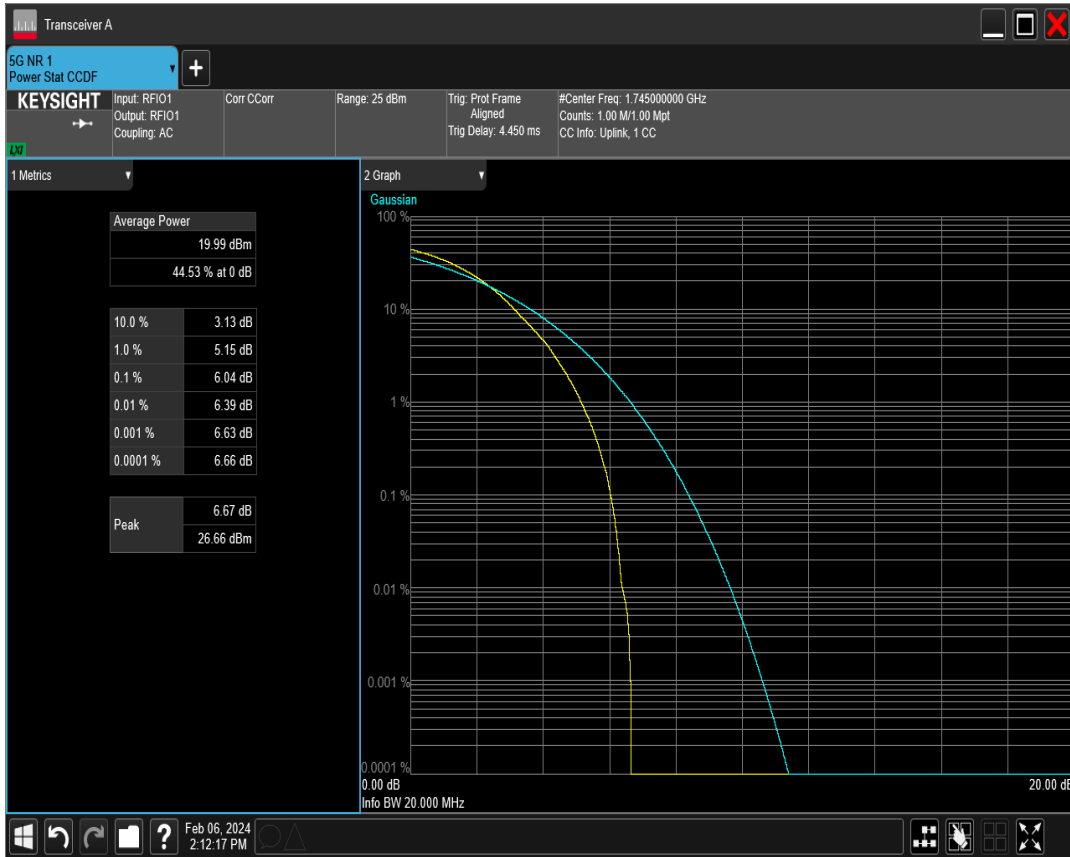 Transceiver A
5G NR 1
Power Stat CCDF
+
KEYSIGHT
LXI
Input: RFIO1
Output: RFIO1
Coupling: AC
Corr CCorr
Range: 25 dBm
Trig: Prot Frame
Aligned
Trig Delay: 4.450 ms
#Center Freq: 1.745000000 GHz
Counts: 1.00 M/1.00 Mpt
CC Info: Uplink, 1 CC
1 Metrics
Average Power
19.99 dBm
44.53 % at 0 dB
10.0 % 3.13 dB
1.0 % 5.15 dB
0.1 % 6.04 dB
0.01 % 6.39 dB
0.001 % 6.63 dB
0.0001 % 6.66 dB
Peak
6.67 dB
26.66 dBm
2 Graph
Gaussian
100 %
10 %
1 %
0.1 %
0.01 %
0.001 %
0.0001 %
0.00 dB 20.00 dB
Info BW 20.000 MHz
?
Feb 06, 2024
2:12:17 PM